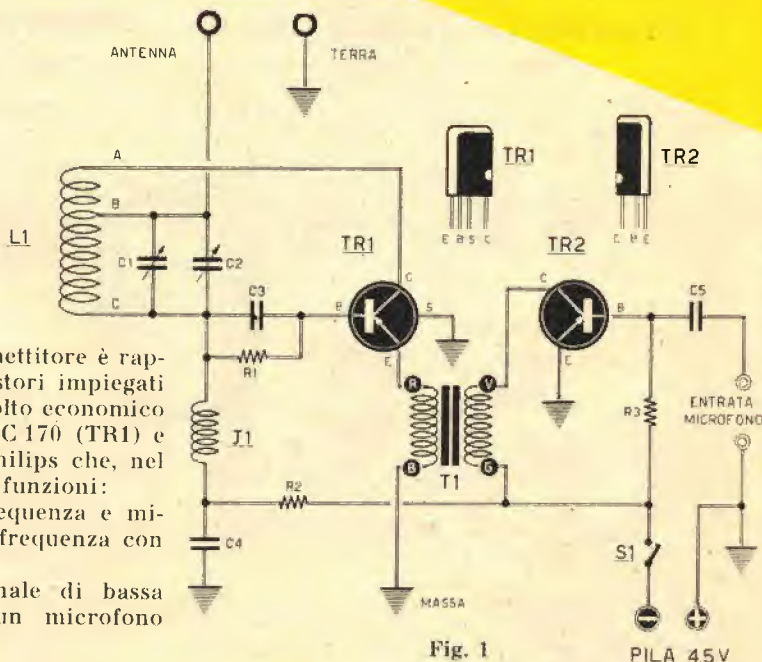 ANTENNA
TERRA
A
TR1
TR2
E B S C
C B E
L1
B
C1
C2
TR1
TR2
C
C
C3
C
B
S
B
C5
E
E
R1
ettitore è rap-
stori impiegati
olto economico
C 170 (TR1) e
hilips che, nel
funzioni:
equenza e mi-
frequenza con
nale di bassa
un microfono
J1
R
V
R3
ENTRATA
MICROFONO
B
G
T1
R2
C4
S1
MASSA
Fig. 1
PILA 4.5V